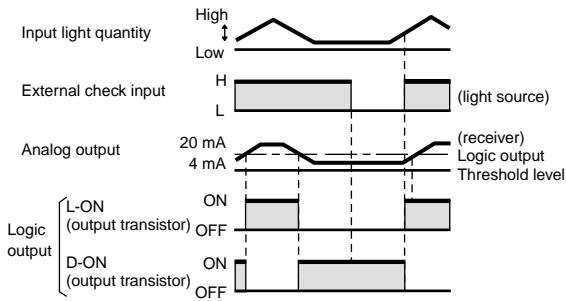 High
Input light quantity
Low
External check input
H
L
(light source)
Analog output
20 mA
4 mA
(receiver)
Logic output
Threshold level
Logic
output
L-ON
(output transistor)
ON
OFF
D-ON
(output transistor)
ON
OFF